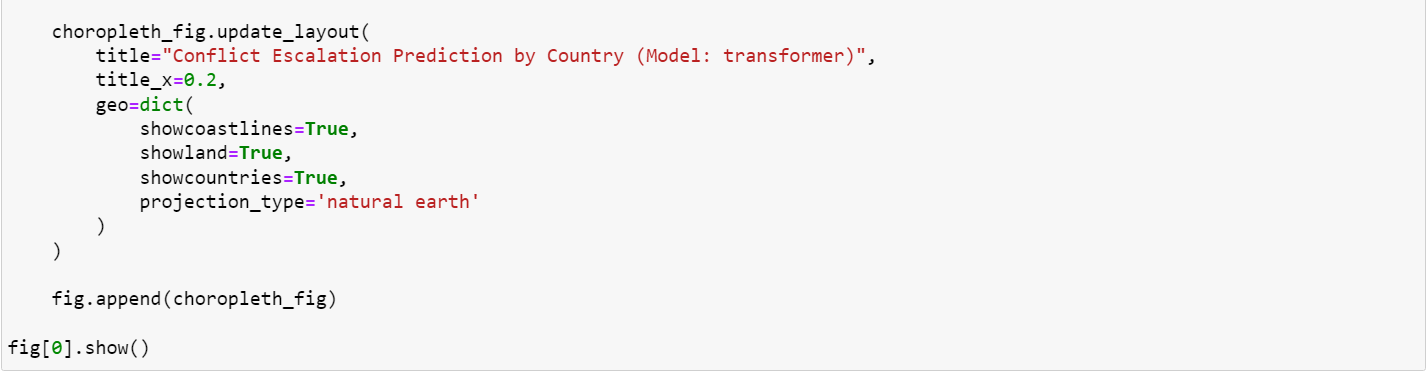 choropleth_fig.update_layout(
        title="Conflict Escalation Prediction by Country (Model: transformer)",
        title_x=0.2,
        geo=dict(
            showcoastlines=True,
            showland=True,
            showcountries=True,
            projection_type='natural earth'
        )
    )
    fig.append(choropleth_fig)
fig[0].show()